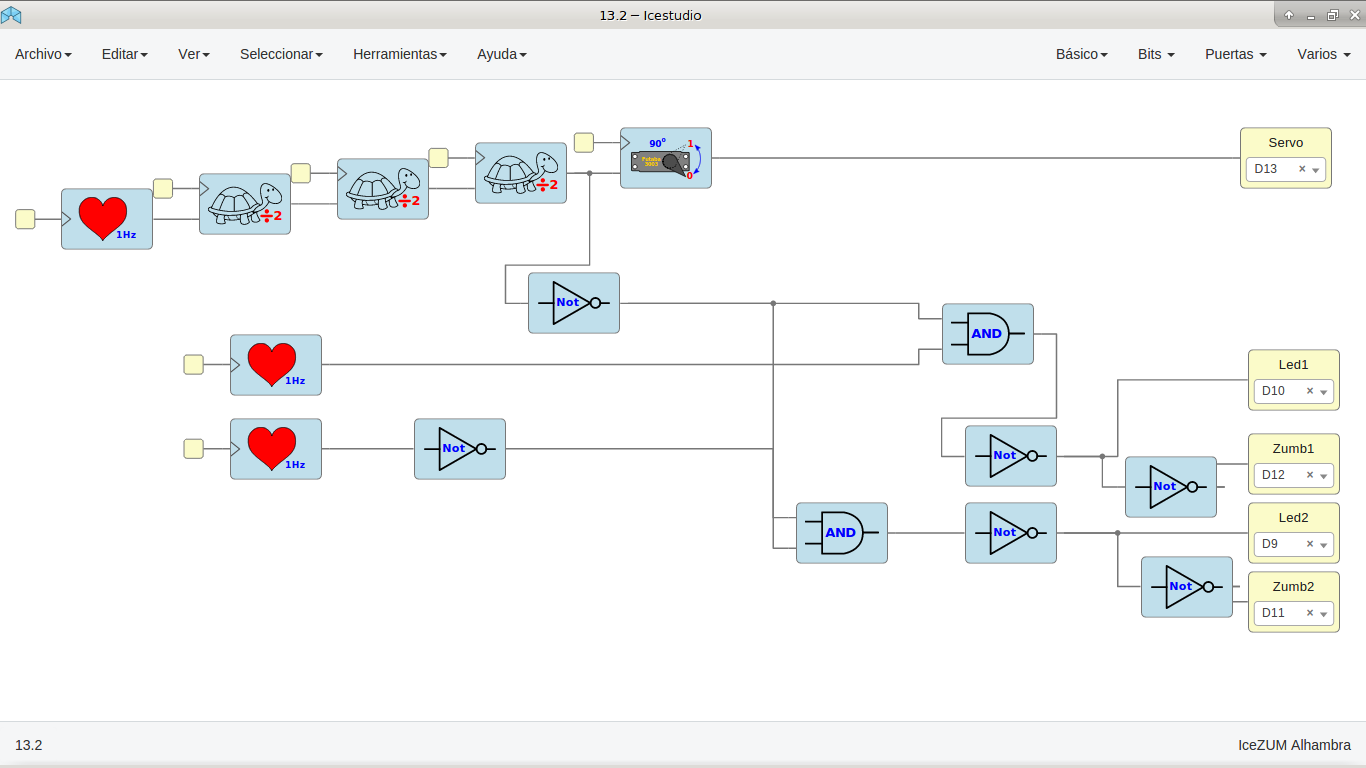 13.2 – Icestudio
Archivo Editar Ver Seleccionar Herramientas Ayuda Básico Bits Puertas Varios
90º 1
Futaba
3003
0
Servo
D13 ×
÷2
÷2
÷2
1Hz
Not
AND
1Hz
Led1
D10 ×
1Hz
Not
Not
Zumb1
D12 ×
Not
AND
Not
Led2
D9 ×
Not
Zumb2
D11 ×
13.2 IceZUM Alhambra